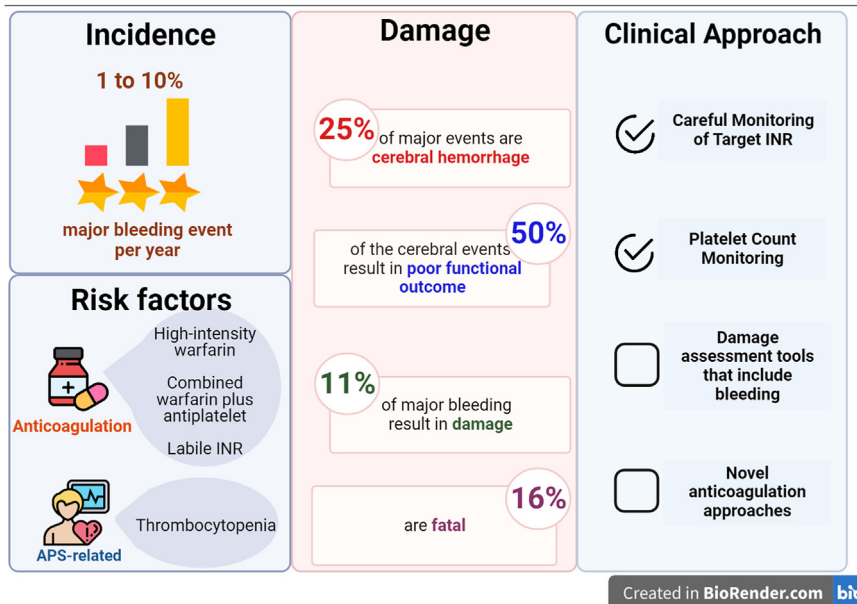 Incidence
1 to 10%
major bleeding event
per year
Risk factors
High-intensity
warfarin
Combined
warfarin plus
antiplatelet
Labile INR
Anticoagulation
Thrombocytopenia
APS-related
Damage
25%
of major events are
cerebral hemorrhage
50%
of the cerebral events
result in poor functional
outcome
11%
of major bleeding
result in damage
16%
are fatal
Clinical Approach
Careful Monitoring
of Target INR
Platelet Count
Monitoring
Damage
assessment tools
that include
bleeding
Novel
anticoagulation
approaches
Created in BioRender.com